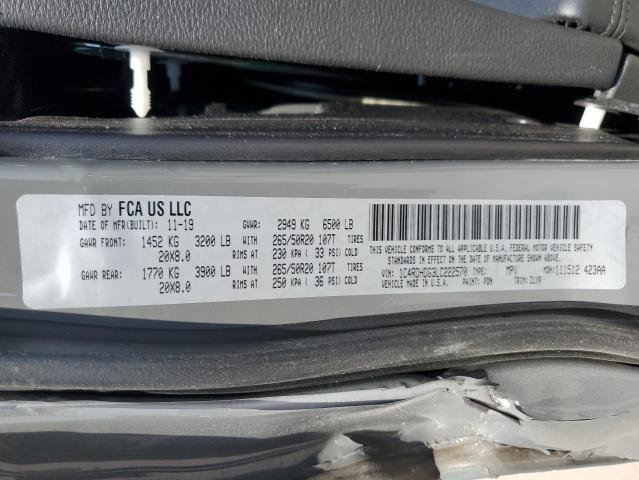 MFD BY FCA US LLC
DATE OF MFR(BUILT): 11-19 GVWR: 2949 KG 6500 LB
GAWR FRONT: 1452 KG 3200 LB WITH 265/50R20 107T TIRES
20X8.0 RIMS AT 230 KPA ( 33 PSI) COLD
GAWR REAR: 1770 KG 3900 LB WITH 265/50R20 107T TIRES
20X8.0 RIMS AT 250 KPA ( 36 PSI) COLD
THIS VEHICLE CONFORMS TO ALL APPLICABLE U.S.A. FEDERAL MOTOR VEHICLE SAFETY
STANDARDS IN EFFECT ON THE DATE OF MANUFACTURE SHOWN ABOVE.
VIN: 1C4RDHDG3LC222570 TYPE: MPV MDH: 111512 423AA
VEHICLE MADE IN U.S.A. PAINT: PDN TRIM: ZLX9